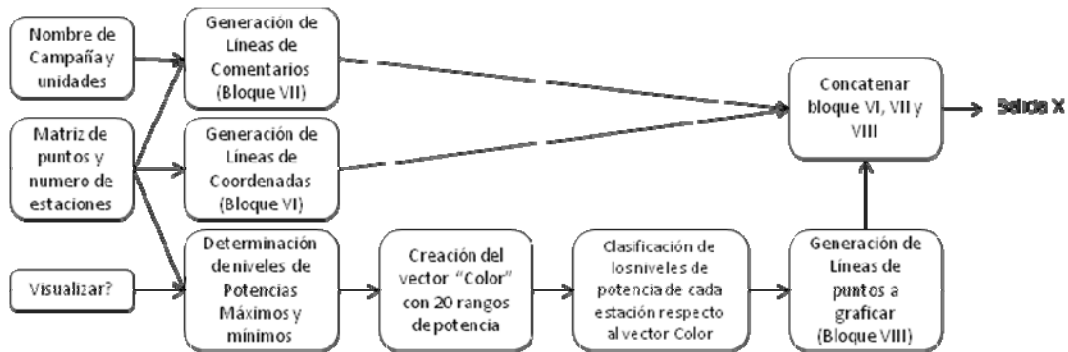 Nombre de
Campaña y
unidades
Generación de
Líneas de
Comentarios
(Bloque VII)
Concatenar
bloque VI, VII y
VIII
Salida X
Matriz de
puntos y
numero de
estaciones
Generación de
Líneas de
Coordenadas
(Bloque VI)
Visualizar?
Determinación
de niveles de
Potencias
Máximos y
mínimos
Creación del
vector “Color”
con 20 rangos
de potencia
Clasificación de
los niveles de
potencia de cada
estación respecto
al vector Color
Generación de
Líneas de
puntos a
graficar
(Bloque VIII)